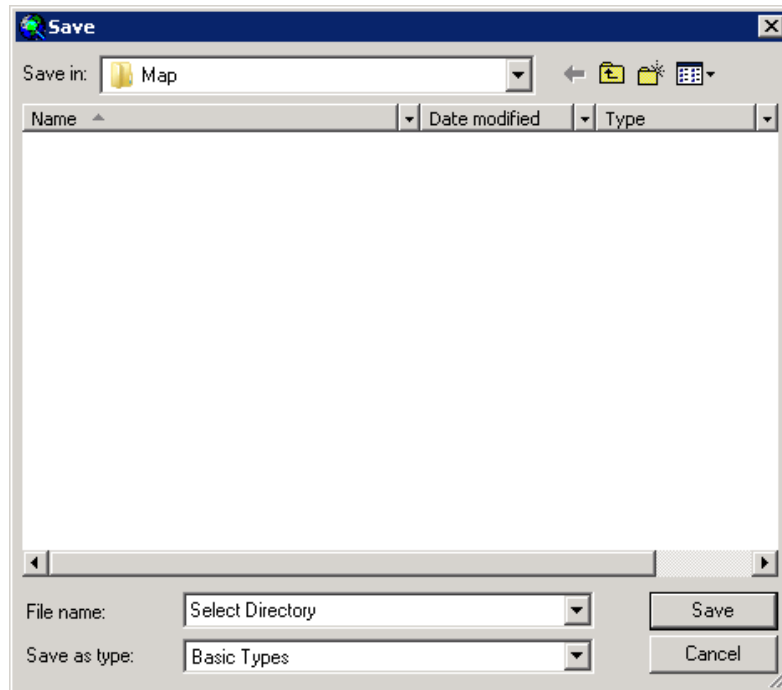 Save
Save in: Map
Name Date modified Type
File name: Select Directory Save
Save as type: Basic Types Cancel